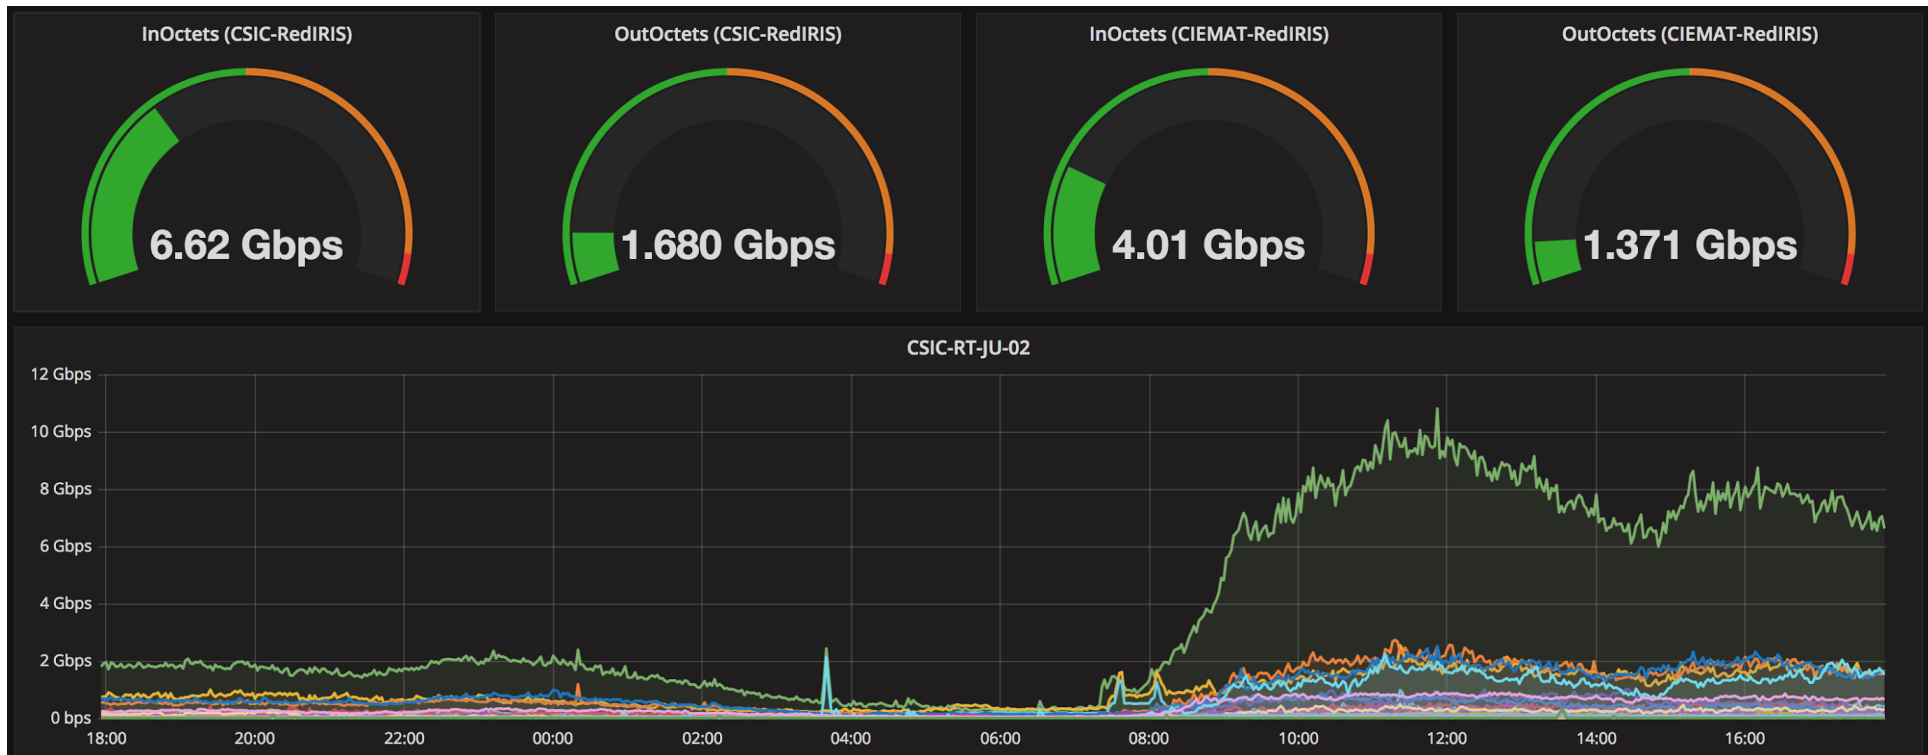 InOctets (CSIC-RedIRIS)
6.62 Gbps
OutOctets (CSIC-RedIRIS)
1.680 Gbps
InOctets (CIEMAT-RedIRIS)
4.01 Gbps
OutOctets (CIEMAT-RedIRIS)
1.371 Gbps
CSIC-RT-JU-02
12 Gbps
10 Gbps
8 Gbps
6 Gbps
4 Gbps
2 Gbps
0 bps
18:00 20:00 22:00 00:00 02:00 04:00 06:00 08:00 10:00 12:00 14:00 16:00